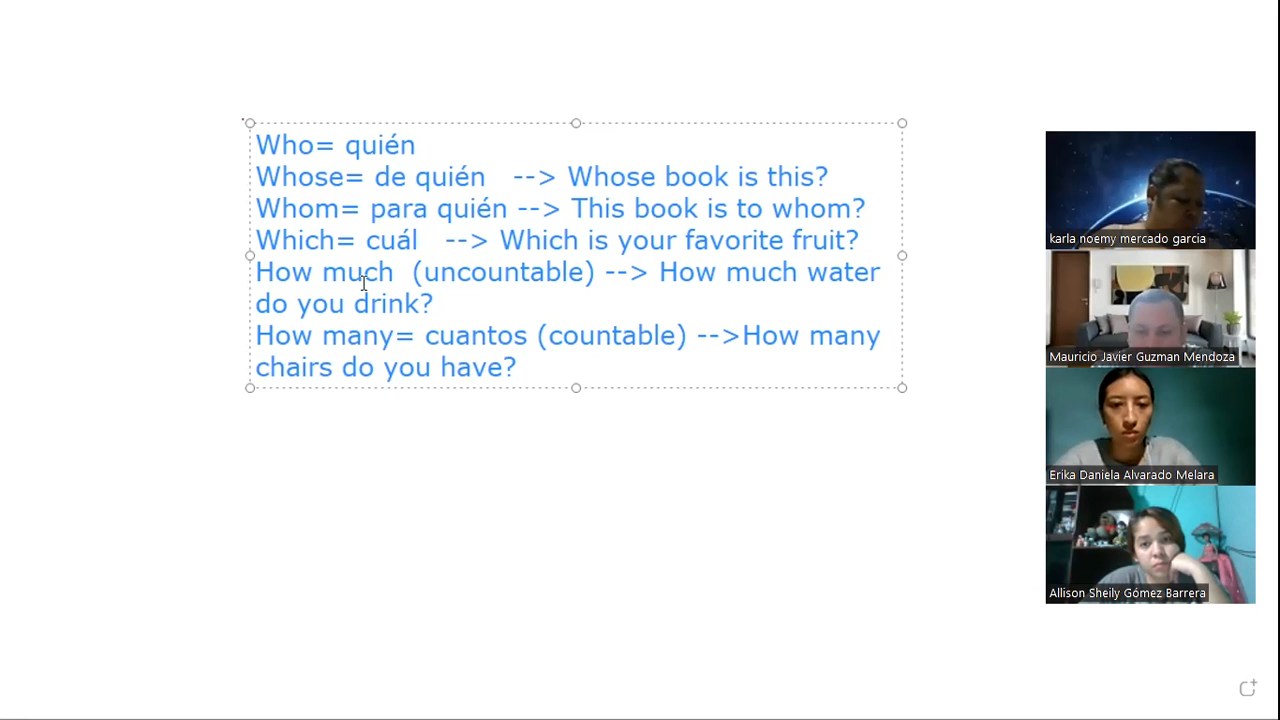 Who= quién
Whose= de quién --> Whose book is this?
Whom= para quién --> This book is to whom?
Which= cuál --> Which is your favorite fruit?
How much (uncountable) --> How much water
do you drink?
How many= cuantos (countable) -->How many
chairs do you have?
karla noemy mercado garcia
Mauricio Javier Guzman Mendoza
Erika Daniela Alvarado Melara
Allison Sheily Gómez Barrera